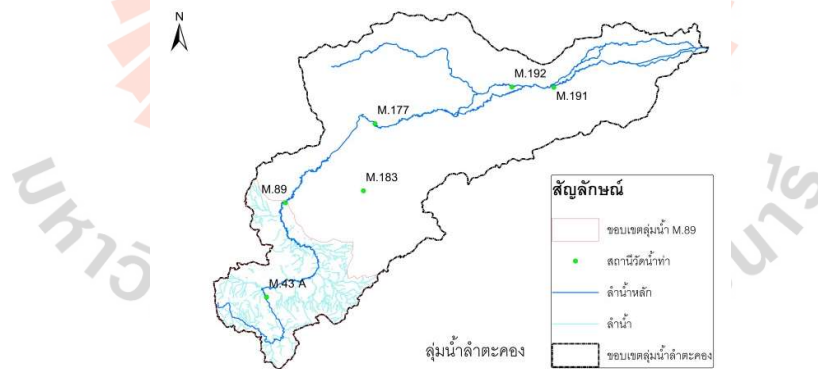 N
M.192
M.191
M.177
M.183
M.89
M.43 A
สัญลักษณ์
ขอบเขตลุ่มน้ำ M.89
สถานีวัดน้ำท่า
ลำน้ำหลัก
ลำน้ำ
ขอบเขตลุ่มน้ำลำตะคอง
ลุ่มน้ำลำตะคอง